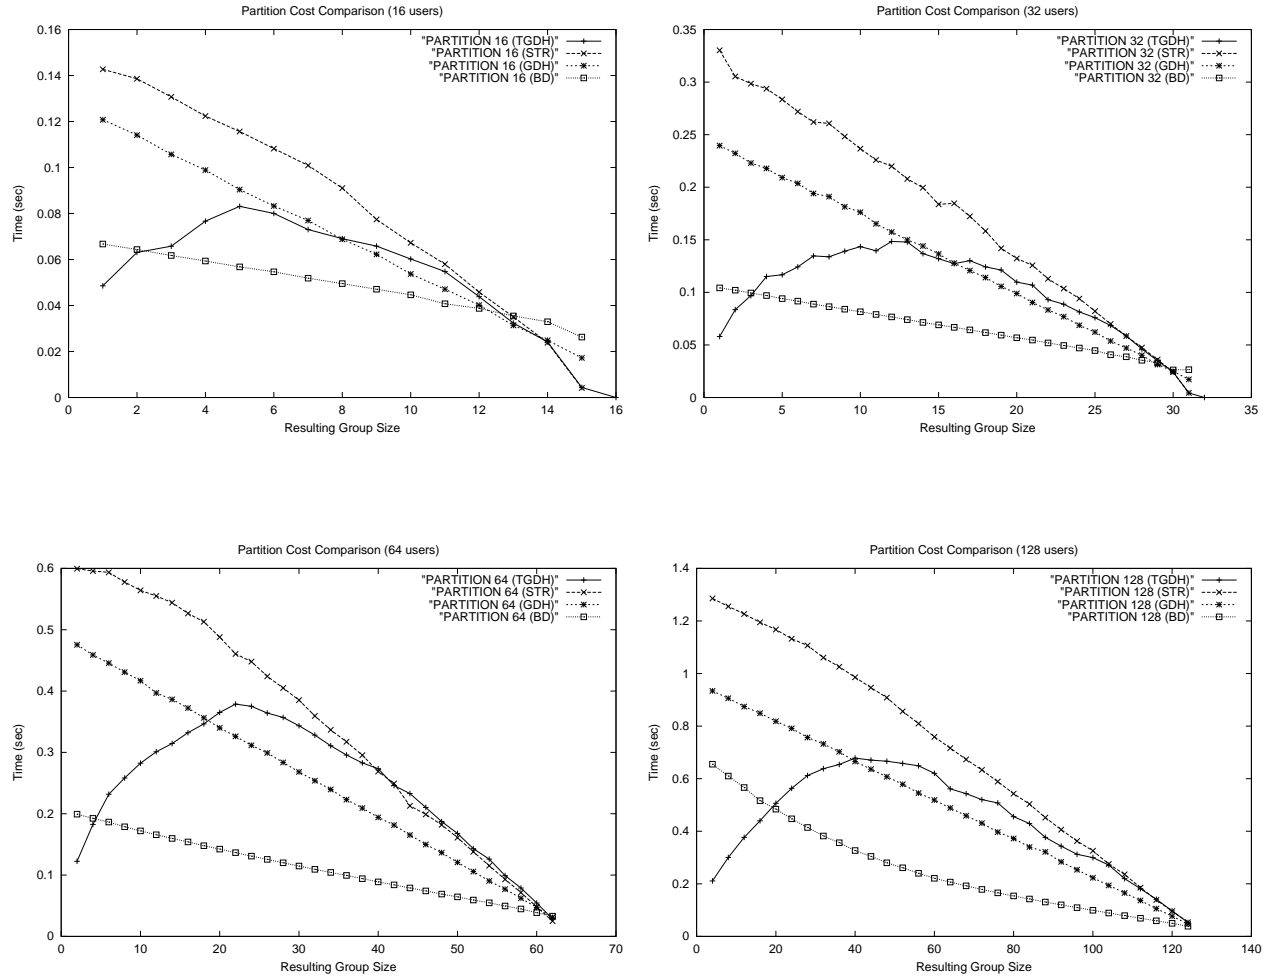 Partition Cost Comparison (16 users)
0.16
0.14
0.12
0.1
0.08
0.06
0.04
0.02
0
Time (sec)
"PARTITION 16 (TGDH)"
"PARTITION 16 (STR)"
"PARTITION 16 (GDH)"
"PARTITION 16 (BD)"
0 2 4 6 8 10 12 14 16
Resulting Group Size
Partition Cost Comparison (32 users)
0.35
0.3
0.25
0.2
0.15
0.1
0.05
0
Time (sec)
"PARTITION 32 (TGDH)"
"PARTITION 32 (STR)"
"PARTITION 32 (GDH)"
"PARTITION 32 (BD)"
0 5 10 15 20 25 30 35
Resulting Group Size
Partition Cost Comparison (64 users)
0.6
0.5
0.4
0.3
0.2
0.1
0
Time (sec)
"PARTITION 64 (TGDH)"
"PARTITION 64 (STR)"
"PARTITION 64 (GDH)"
"PARTITION 64 (BD)"
0 10 20 30 40 50 60 70
Resulting Group Size
Partition Cost Comparison (128 users)
1.4
1.2
1
0.8
0.6
0.4
0.2
0
Time (sec)
"PARTITION 128 (TGDH)"
"PARTITION 128 (STR)"
"PARTITION 128 (GDH)"
"PARTITION 128 (BD)"
0 20 40 60 80 100 120 140
Resulting Group Size